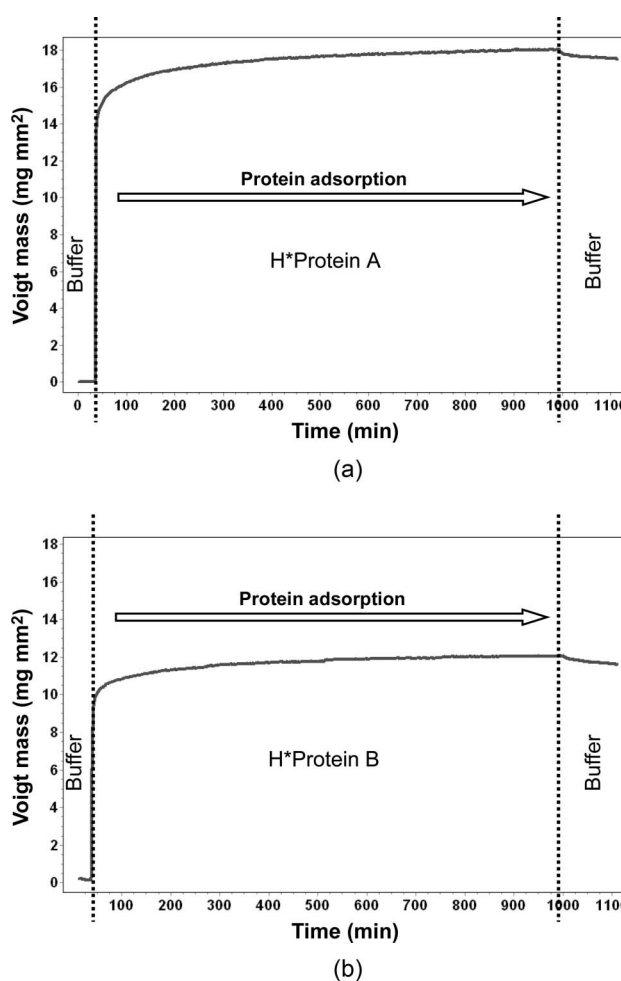 18
16
14
12
10
8
6
4
2
0
Voigt mass (mg mm²)
Buffer
Protein adsorption
H*Protein A
Buffer
0 100 200 300 400 500 600 700 800 900 1000 1100
Time (min)
(a)
18
16
14
12
10
8
6
4
2
0
Voigt mass (mg mm²)
Buffer
Protein adsorption
H*Protein B
Buffer
100 200 300 400 500 600 700 800 900 1000 1100
Time (min)
(b)